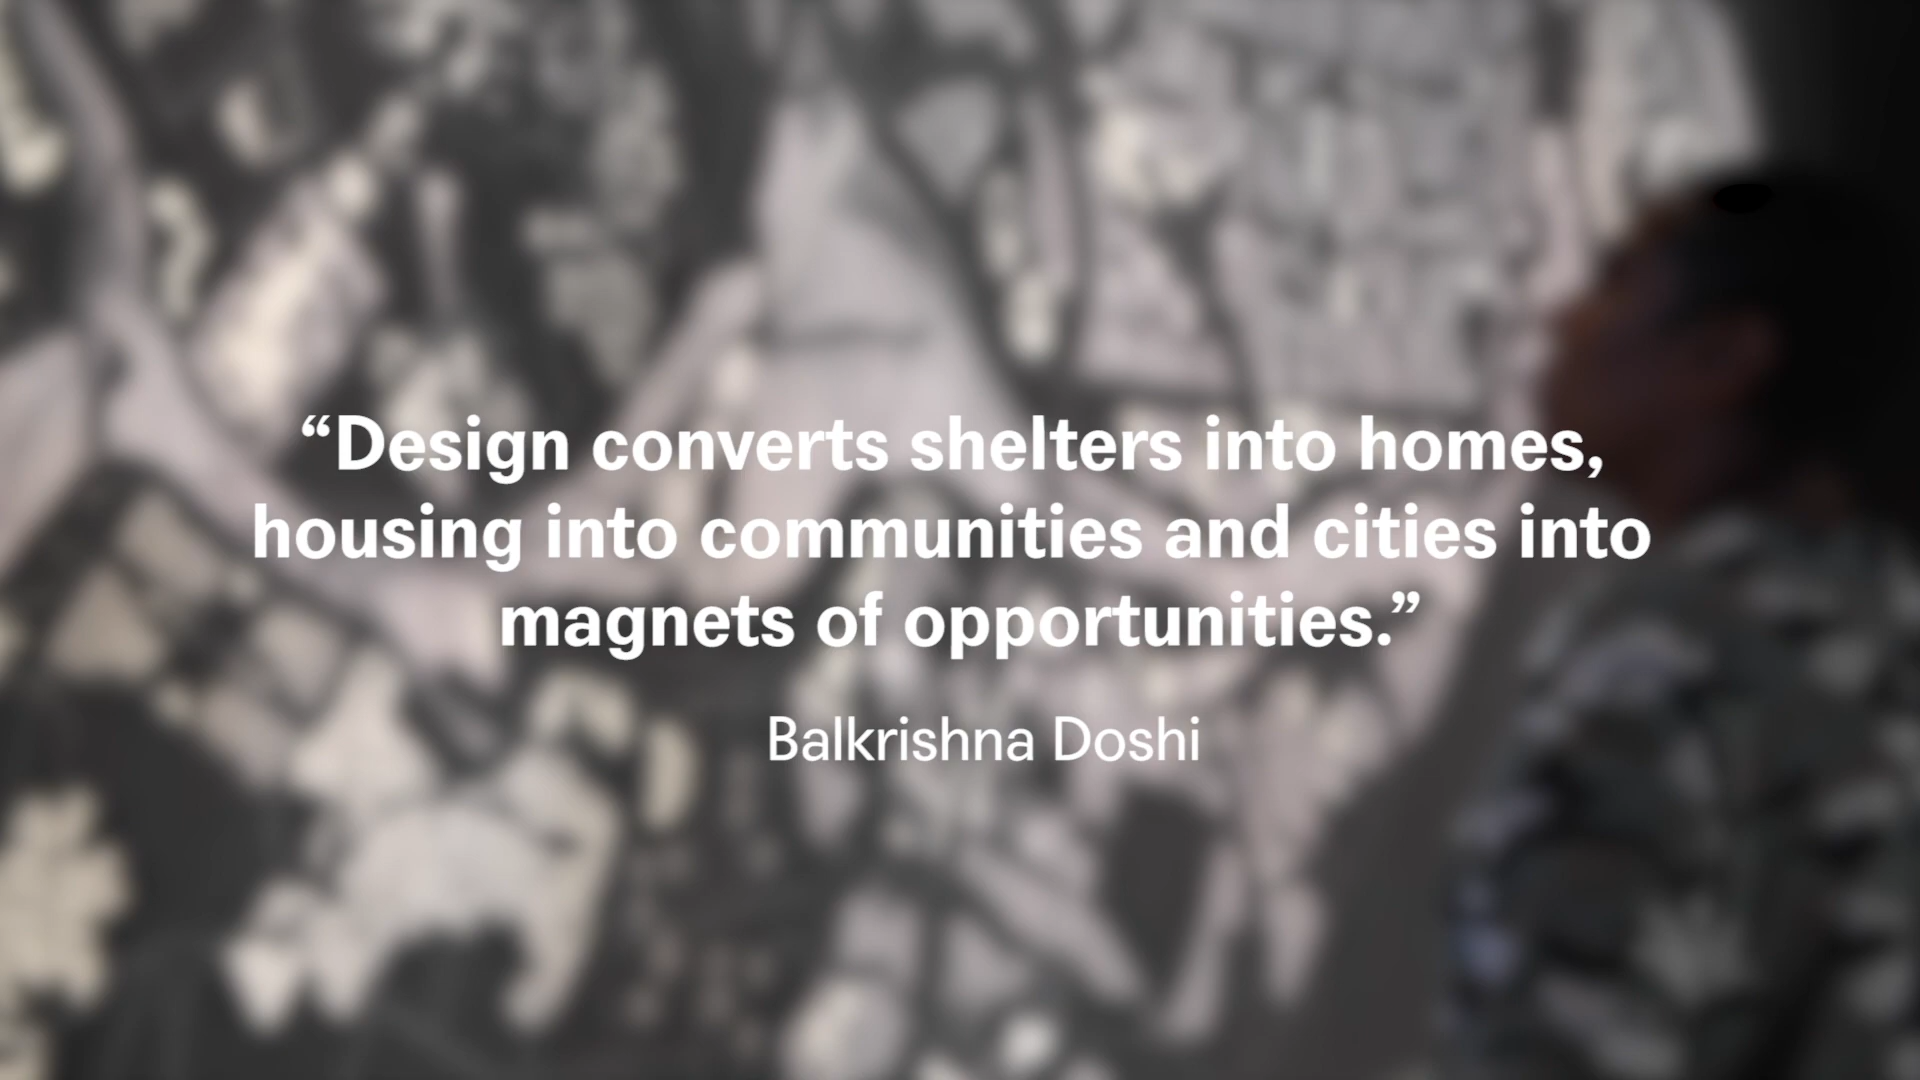 “Design converts shelters into homes,
housing into communities and cities into
magnets of opportunities.”
Balkrishna Doshi